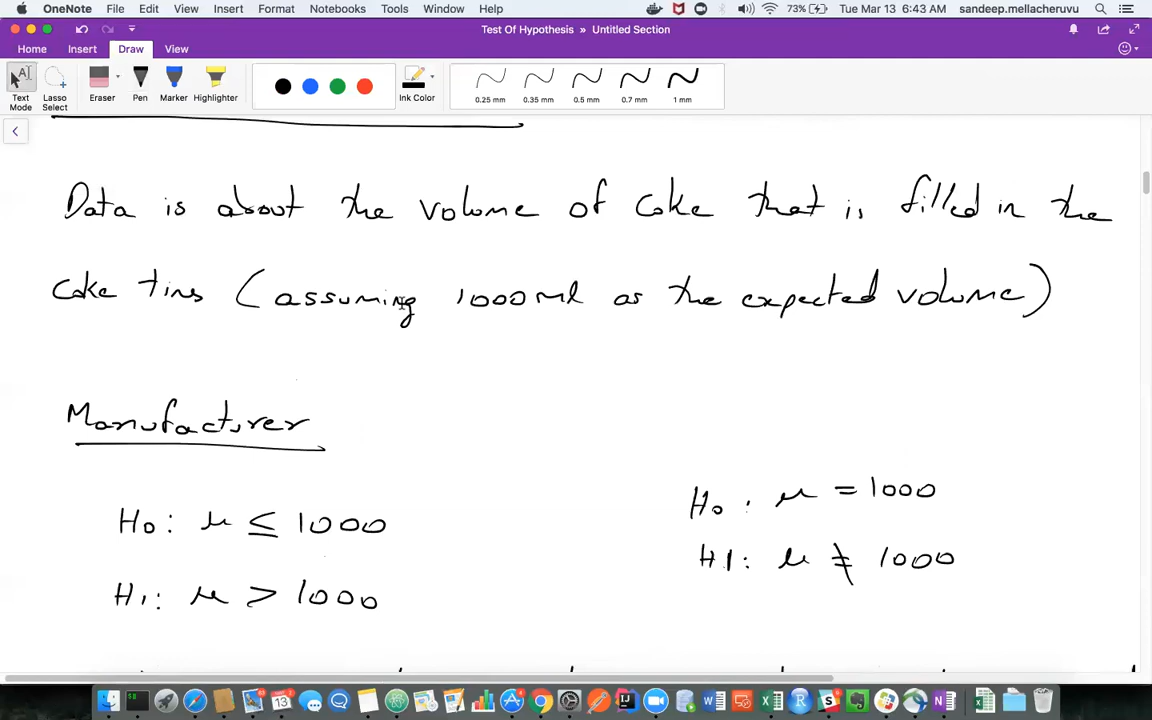 OneNote File Edit View Insert Format Notebooks Tools Window Help 73% Tue Mar 13 6:43 AM sandeep.mellacheruvu
Test Of Hypothesis » Untitled Section
Home Insert Draw View
Text Mode Lasso Select Eraser Pen Marker Highlighter Ink Color 0.25 mm 0.35 mm 0.5 mm 0.7 mm 1 mm
Data is about the volume of coke that is filled in the
coke tins (assuming 1000ml as the expected volume)
Manufacturer
H0: μ ≤ 1000
H1: μ > 1000
H0: μ = 1000
H1: μ ≠ 1000